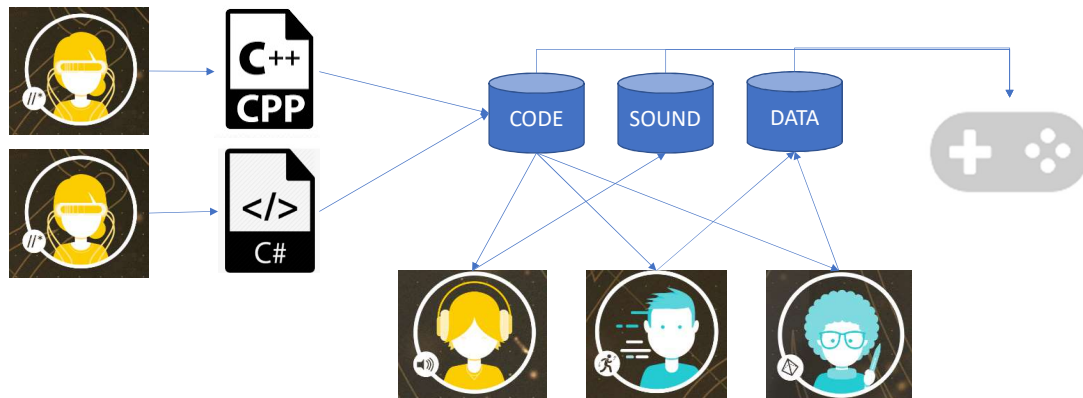 C++
CPP
//*
CODE
SOUND
DATA
//*
</>
C#